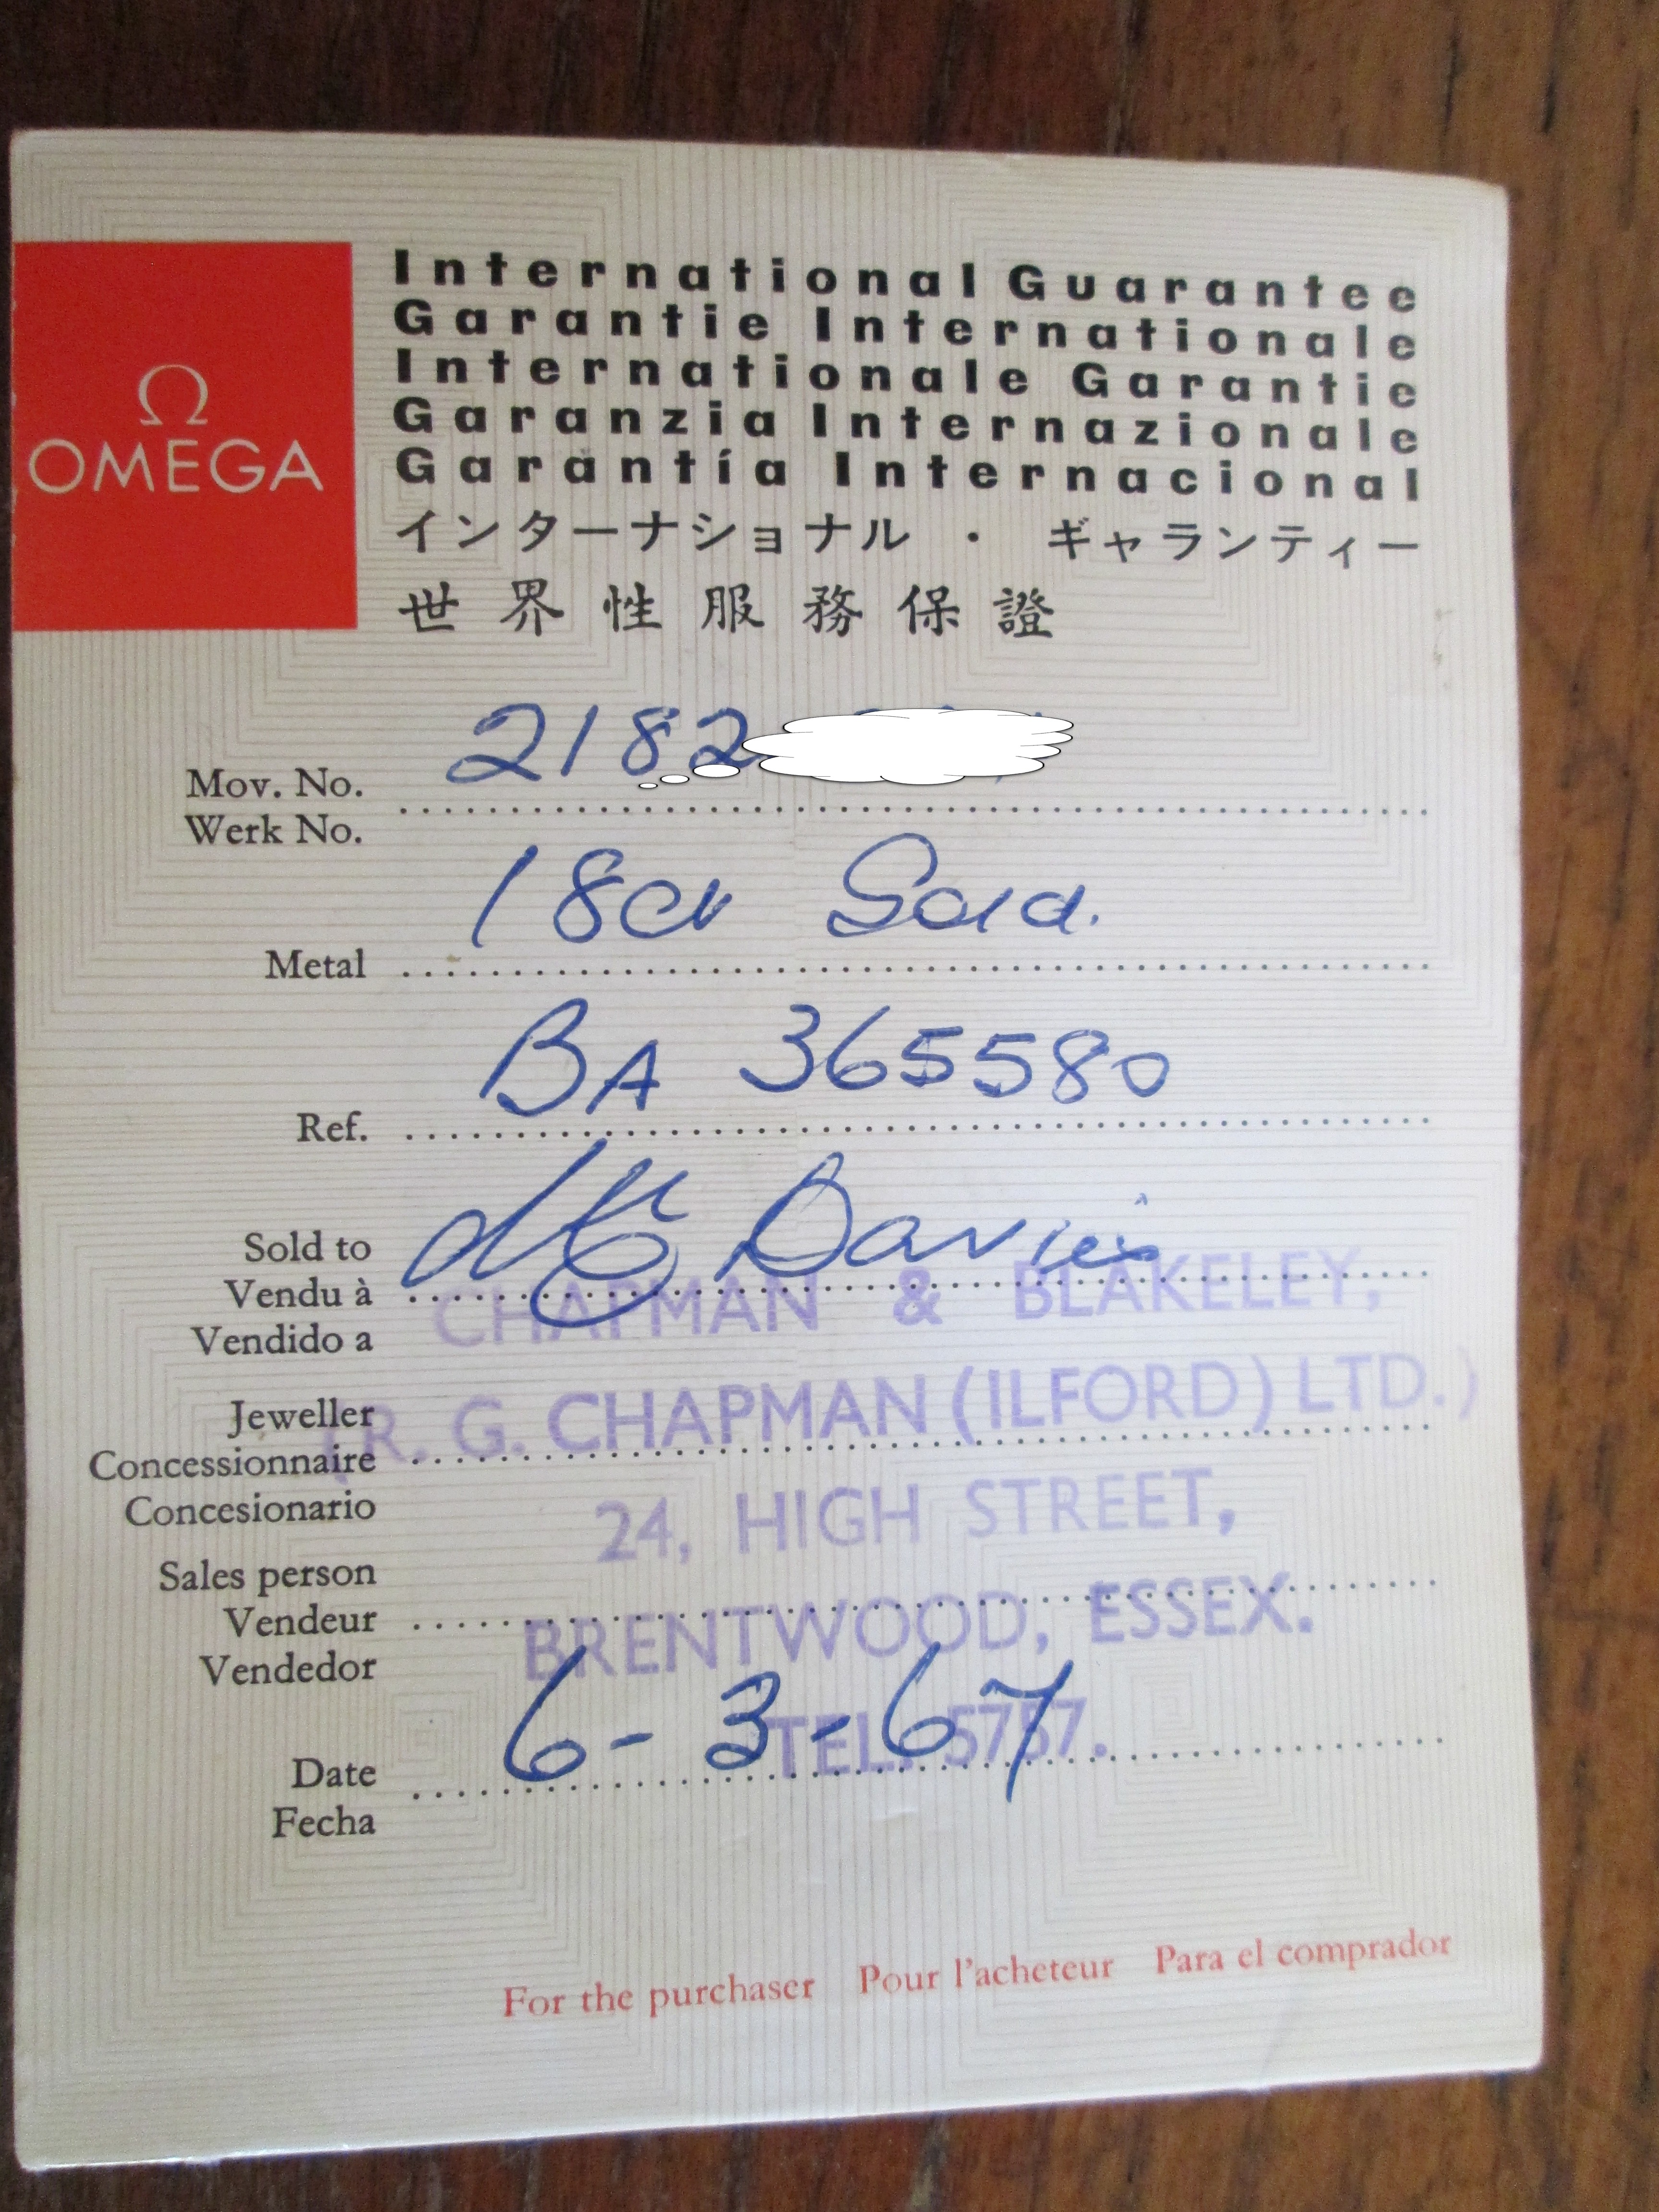 Ω
OMEGA
International Guarantee
Garantie Internationale
Internationale Garantie
Garanzia Internazionale
Garantía Internacional
インターナショナル ・ ギャランティー
世界性服務保證
Mov. No. 2182
Werk No.
Metal 18ct Gold.
Ref. BA 365580
Sold to Davies
Vendu à
Vendido a
CHAPMAN & BLAKELEY,
Jeweller
(R. G. CHAPMAN (ILFORD) LTD.)
Concessionnaire
Concesionario
24, HIGH STREET,
Sales person
Vendeur
BRENTWOOD, ESSEX.
Vendedor
TEL. 5757.
Date 6-3-67
Fecha
For the purchaser Pour l'acheteur Para el comprador